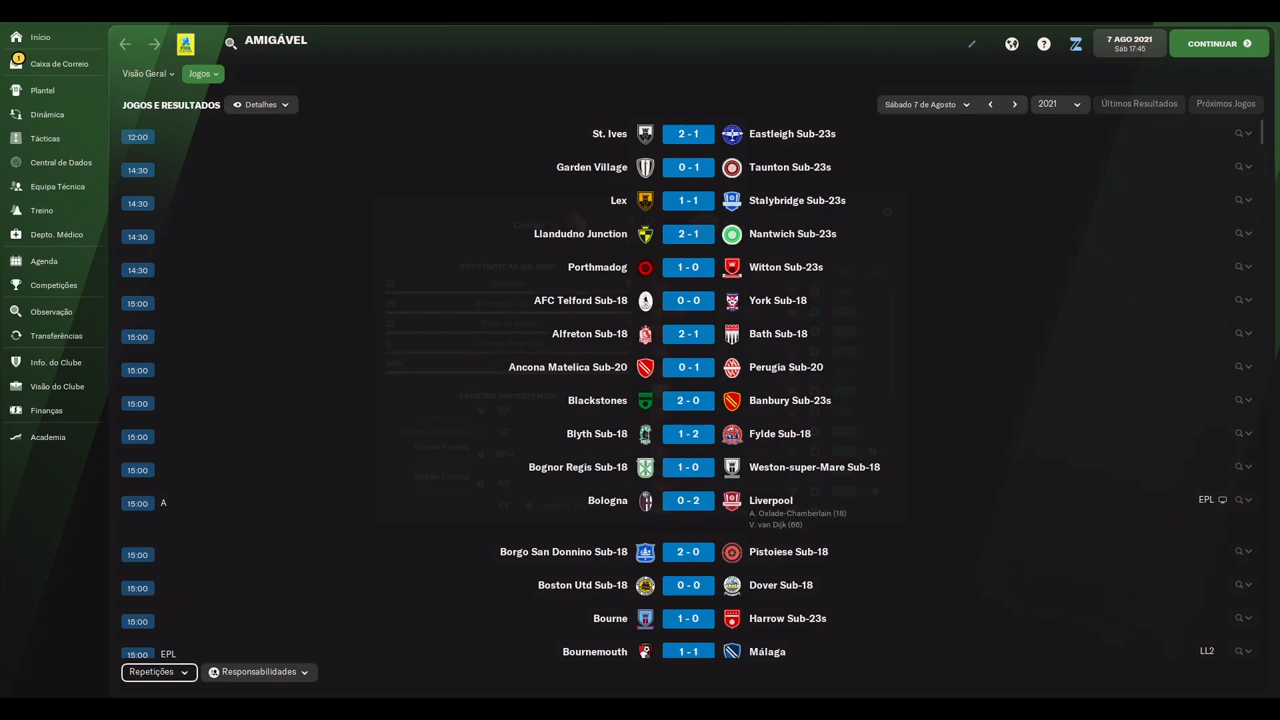 Início
AMIGÁVEL
7 AGO 2021
Sáb 17:45
CONTINUAR
1
Caixa de Correio
Visão Geral
Jogos
Plantel
JOGOS E RESULTADOS
Detalhes
Sábado 7 de Agosto
2021
Últimos Resultados
Próximos Jogos
Dinâmica
12:00 St. Ives 2 - 1 Eastleigh Sub-23s
Tácticas
Central de Dados
14:30 Garden Village 0 - 1 Taunton Sub-23s
Equipa Técnica
14:30 Lex 1 - 1 Stalybridge Sub-23s
Treino
14:30 Llandudno Junction 2 - 1 Nantwich Sub-23s
Depto. Médico
14:30 Porthmadog 1 - 0 Witton Sub-23s
Agenda
Competições
15:00 AFC Telford Sub-18 0 - 0 York Sub-18
Observação
15:00 Alfreton Sub-18 2 - 1 Bath Sub-18
Transferências
15:00 Ancona Matelica Sub-20 0 - 1 Perugia Sub-20
Info. do Clube
Visão do Clube
15:00 Blackstones 2 - 0 Banbury Sub-23s
Finanças
15:00 Blyth Sub-18 1 - 2 Fylde Sub-18
Academia
15:00 Bognor Regis Sub-18 1 - 0 Weston-super-Mare Sub-18
15:00 A Bologna 0 - 2 Liverpool EPL
A. Oxlade-Chamberlain (18)
V. van Dijk (66)
15:00 Borgo San Donnino Sub-18 2 - 0 Pistoiese Sub-18
15:00 Boston Utd Sub-18 0 - 0 Dover Sub-18
15:00 Bourne 1 - 0 Harrow Sub-23s
15:00 EPL Bournemouth 1 - 1 Málaga LL2
Repetições
Responsabilidades